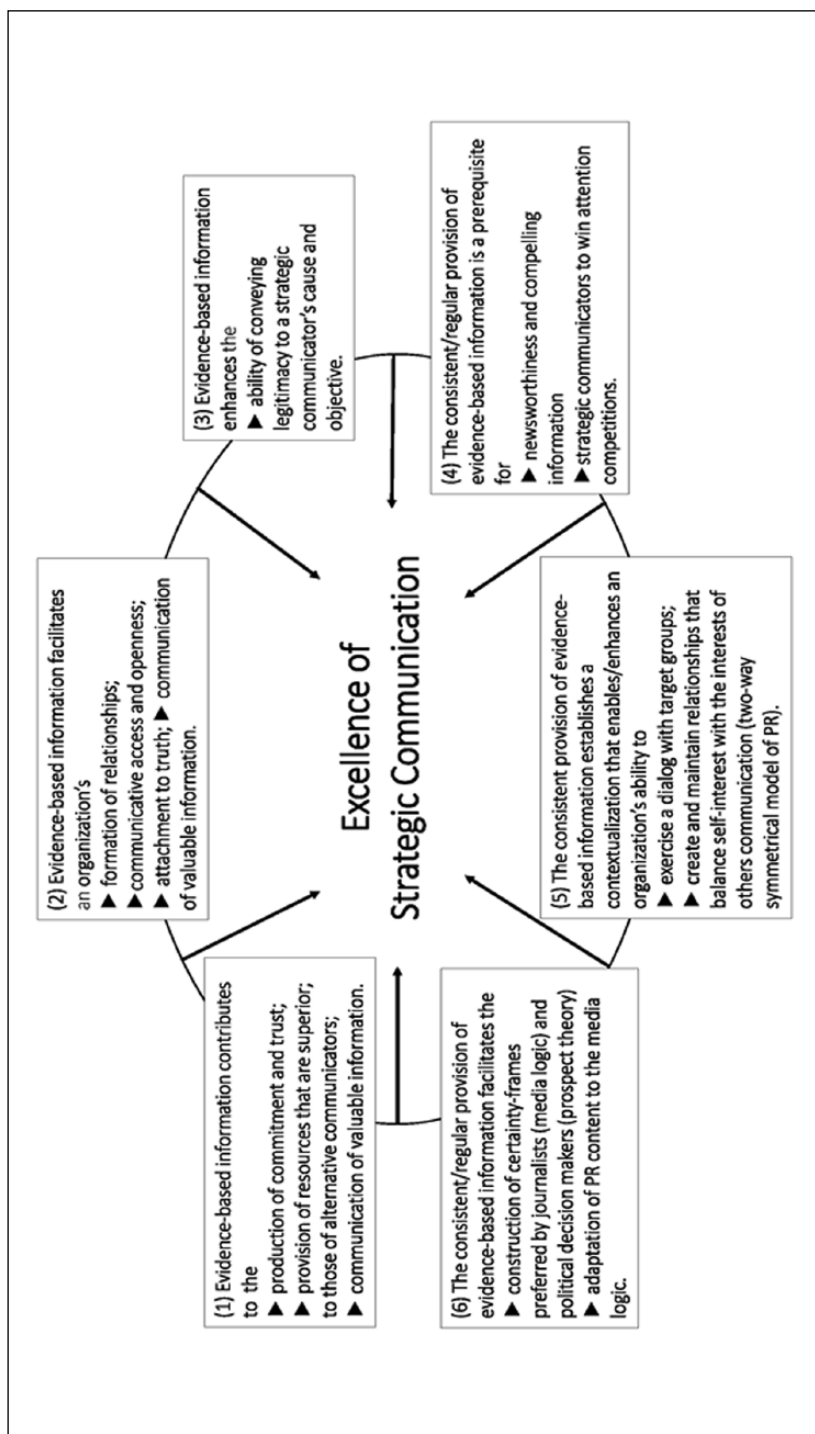 (1) Evidence-based information contributes
to the
▶ production of commitment and trust;
▶ provision of resources that are superior;
to those of alternative communicators;
▶ communication of valuable information.
(2) Evidence-based information facilitates
an organization's
▶ formation of relationships;
▶communicative access and openness;
▶ attachment to truth; ▶ communication
of valuable information.
(3) Evidence-based information
enhances the
▶ ability of conveying
legitimacy to a strategic
communicator's cause and
objective.
Excellence of
Strategic Communication
(4) The consistent/regular provision of
evidence-based information is a prerequisite
for
▶ newsworthiness and compelling
information
▶strategic communicators to win attention
competitions.
(5) The consistent provision of evidence-
based information establishes a
contextualization that enables/enhances an
organization's ability to
▶ exercise a dialog with target groups;
▶ create and maintain relationships that
balance self-interest with the interests of
others communication (two-way
symmetrical model of PR).
(6) The consistent/regular provision of
evidence-based information facilitates the
▶ construction of certainty-frames
preferred by journalists (media logic) and
political decision makers (prospect theory)
▶ adaptation of PR content to the media
logic.